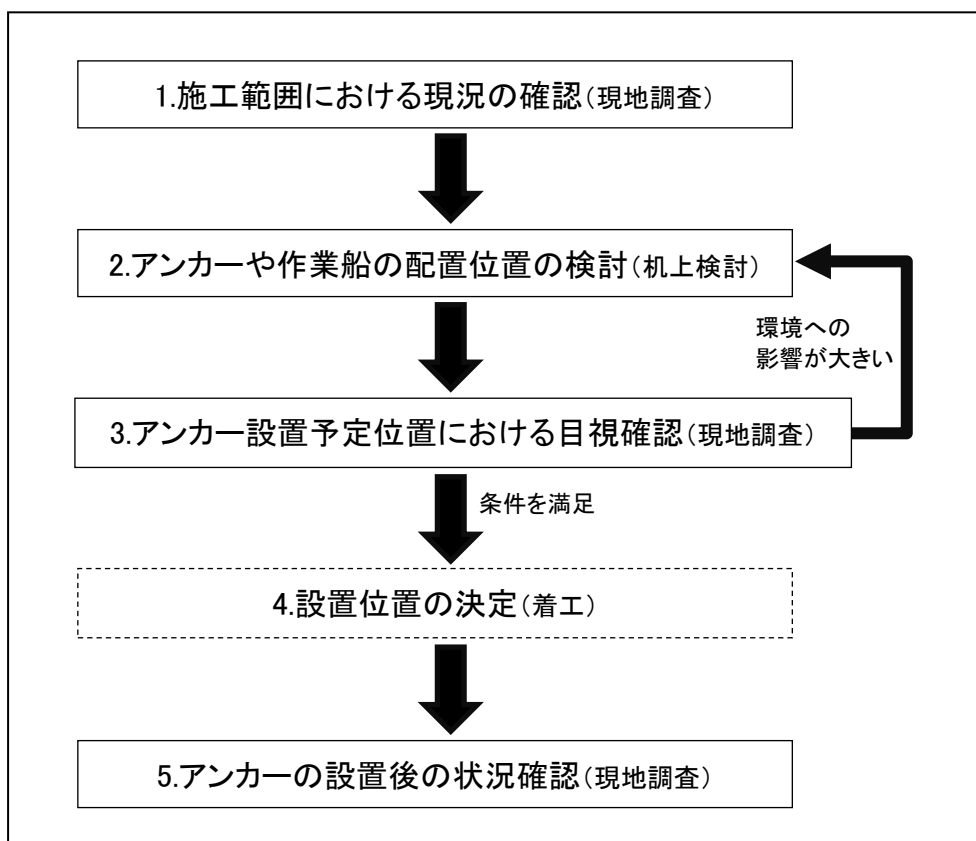 1.施工範囲における現況の確認(現地調査)
2.アンカーや作業船の配置位置の検討(机上検討)
環境への
影響が大きい
3.アンカー設置予定位置における目視確認(現地調査)
条件を満足
4.設置位置の決定(着工)
5.アンカーの設置後の状況確認(現地調査)